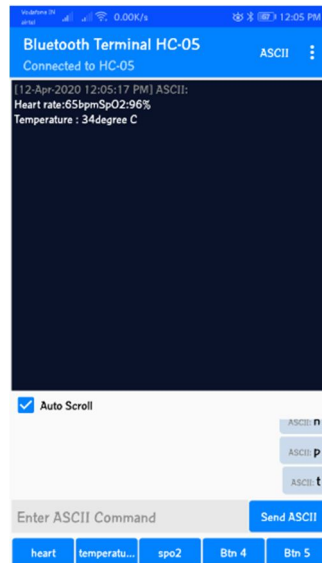 Vodafone IN
airtel
0.00K/s
12:05 PM
Bluetooth Terminal HC-05
ASCII
Connected to HC-05
[12-Apr-2020 12:05:17 PM] ASCII:
Heart rate:65bpmSpO2:96%
Temperature : 34degree C
Auto Scroll
ASCII: n
ASCII: p
ASCII: t
Enter ASCII Command
Send ASCII
heart
temperatu...
spo2
Btn 4
Btn 5